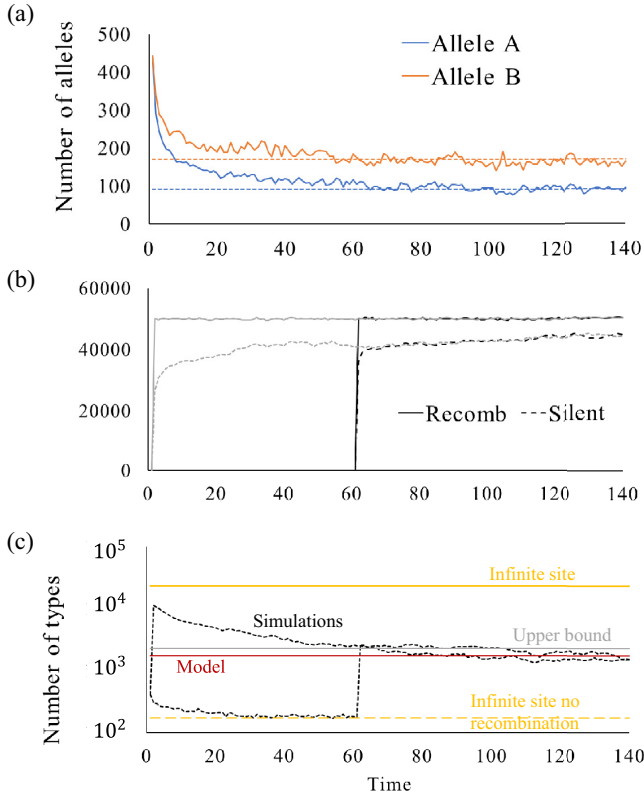 (a)
Number of alleles
500
400
300
200
100
0
Allele A
Allele B
0 20 40 60 80 100 120 140
(b)
60000
40000
20000
0
Recomb Silent
0 20 40 60 80 100 120 140
(c)
Number of types
10^5
10^4
10^3
10^2
Infinite site
Simulations
Upper bound
Model
Infinite site no
recombination
0 20 40 60 80 100 120 140
Time